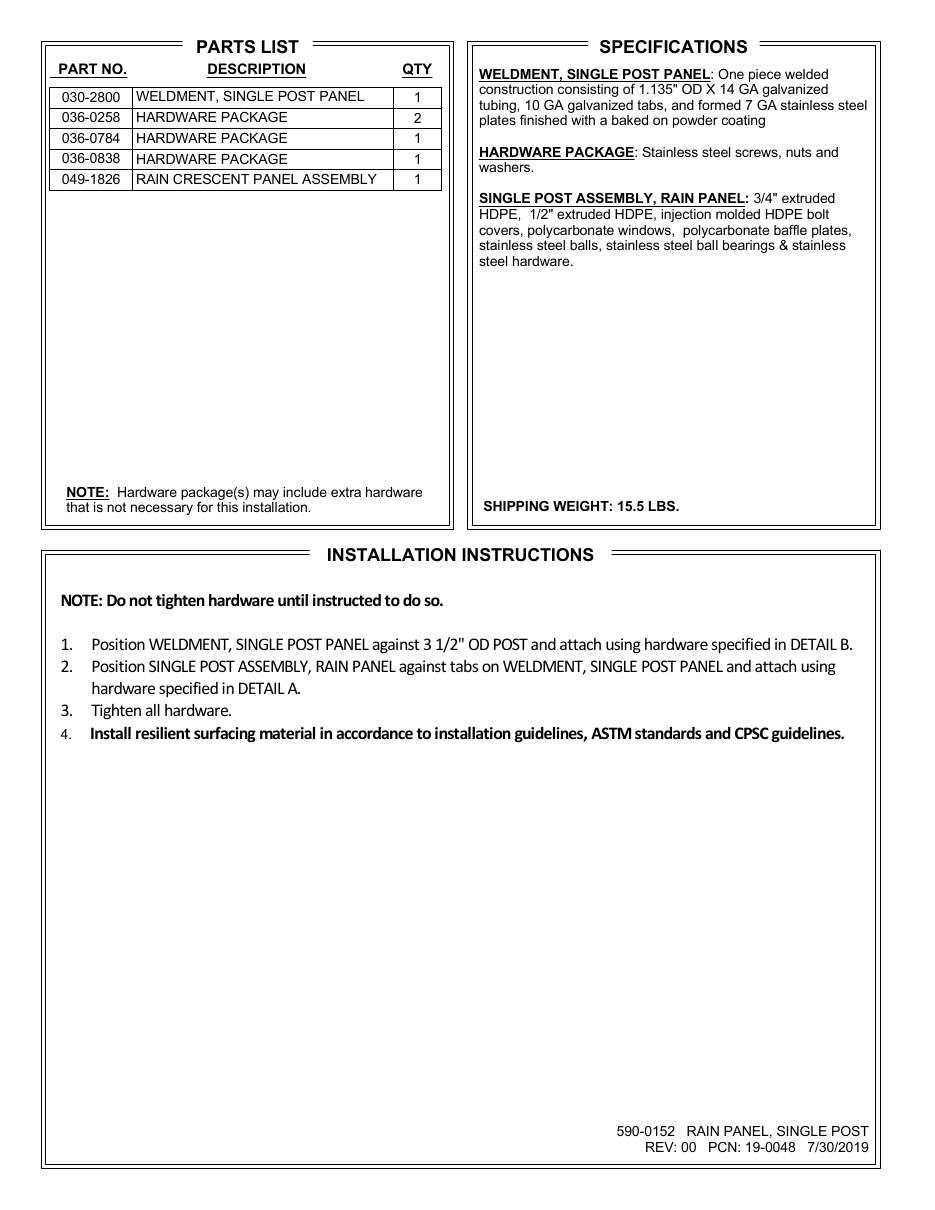 PARTS LIST
PART NO. DESCRIPTION QTY
030-2800 WELDMENT, SINGLE POST PANEL 1
036-0258 HARDWARE PACKAGE 2
036-0784 HARDWARE PACKAGE 1
036-0838 HARDWARE PACKAGE 1
049-1826 RAIN CRESCENT PANEL ASSEMBLY 1
NOTE: Hardware package(s) may include extra hardware
that is not necessary for this installation.
SPECIFICATIONS
WELDMENT, SINGLE POST PANEL: One piece welded
construction consisting of 1.135" OD X 14 GA galvanized
tubing, 10 GA galvanized tabs, and formed 7 GA stainless steel
plates finished with a baked on powder coating
HARDWARE PACKAGE: Stainless steel screws, nuts and
washers.
SINGLE POST ASSEMBLY, RAIN PANEL: 3/4" extruded
HDPE, 1/2" extruded HDPE, injection molded HDPE bolt
covers, polycarbonate windows, polycarbonate baffle plates,
stainless steel balls, stainless steel ball bearings & stainless
steel hardware.
SHIPPING WEIGHT: 15.5 LBS.
INSTALLATION INSTRUCTIONS
NOTE: Do not tighten hardware until instructed to do so.
1. Position WELDMENT, SINGLE POST PANEL against 3 1/2" OD POST and attach using hardware specified in DETAIL B.
2. Position SINGLE POST ASSEMBLY, RAIN PANEL against tabs on WELDMENT, SINGLE POST PANEL and attach using
hardware specified in DETAIL A.
3. Tighten all hardware.
4. Install resilient surfacing material in accordance to installation guidelines, ASTM standards and CPSC guidelines.
590-0152 RAIN PANEL, SINGLE POST
REV: 00 PCN: 19-0048 7/30/2019